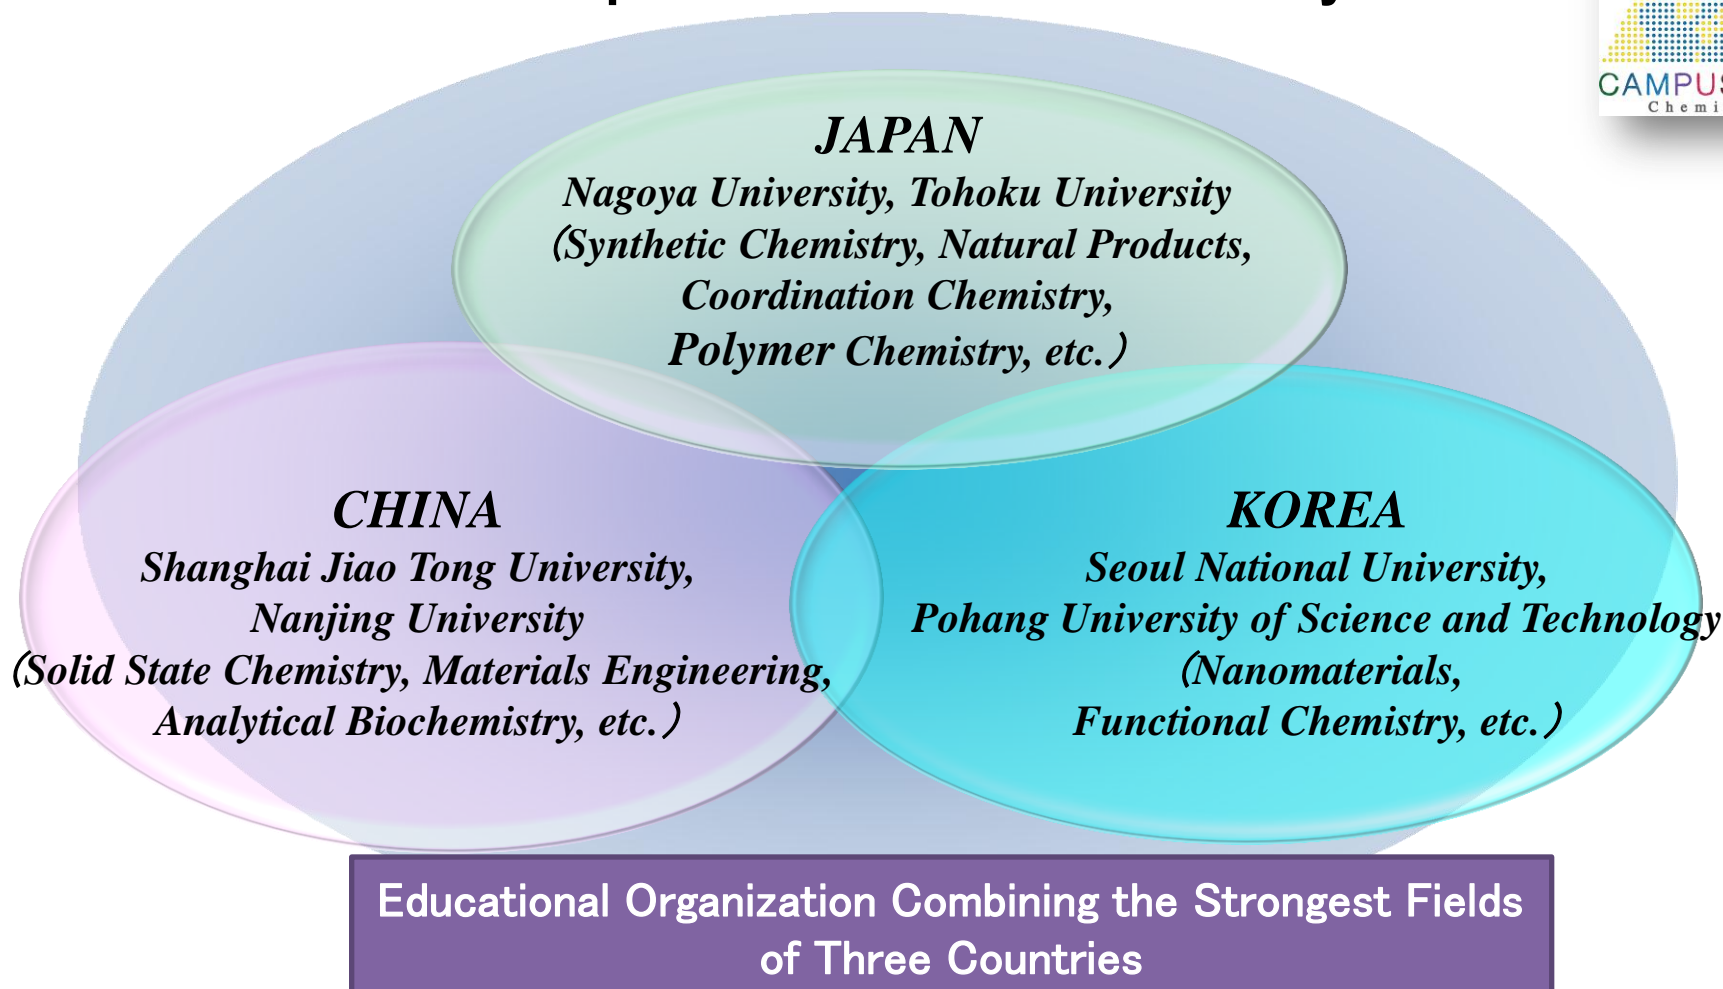 CAMPUS
Chemi
JAPAN
Nagoya University, Tohoku University
（Synthetic Chemistry, Natural Products,
Coordination Chemistry,
Polymer Chemistry, etc.）
CHINA
Shanghai Jiao Tong University,
Nanjing University
（Solid State Chemistry, Materials Engineering,
Analytical Biochemistry, etc.）
KOREA
Seoul National University,
Pohang University of Science and Technology
（Nanomaterials,
Functional Chemistry, etc.）
Educational Organization Combining the Strongest Fields
of Three Countries